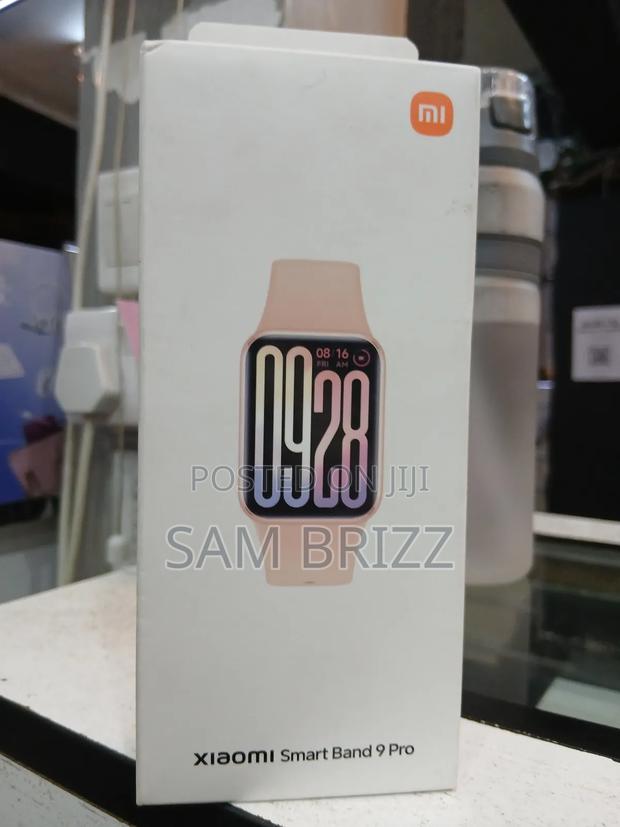 mi
08 16
FRI AM
09 28
POSTED ON JIJI
SAM BRIZZ
xiaomi Smart Band 9 Pro